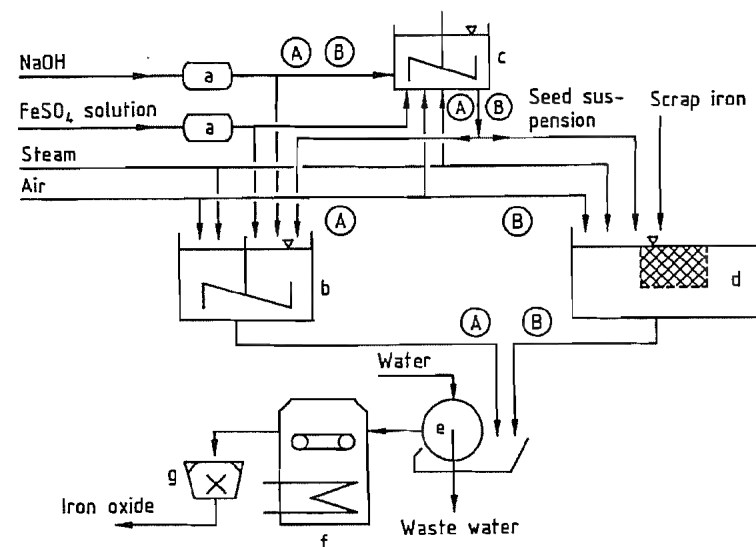 NaOH
a
A B
c
FeSO4 solution
a
A B
Seed sus-
pension
Scrap iron
Steam
Air
A
B
b
d
A B
Water
e
g
Iron oxide
f
Waste water